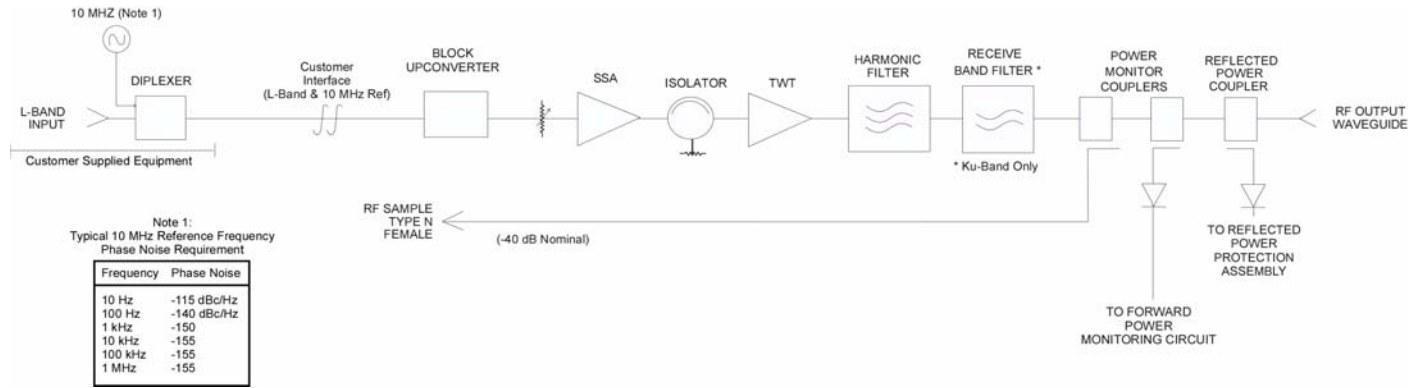 10 MHZ (Note 1)
DIPLEXER
L-BAND
INPUT
Customer Supplied Equipment
Customer
Interface
(L-Band & 10 MHz Ref)
BLOCK
UPCONVERTER
SSA
ISOLATOR
TWT
HARMONIC
FILTER
RECEIVE
BAND FILTER *
* Ku-Band Only
POWER
MONITOR
COUPLERS
REFLECTED
POWER
COUPLER
RF OUTPUT
WAVEGUIDE
RF SAMPLE
TYPE N
FEMALE
(-40 dB Nominal)
TO REFLECTED
POWER
PROTECTION
ASSEMBLY
TO FORWARD
POWER
MONITORING CIRCUIT
Note 1:
Typical 10 MHz Reference Frequency
Phase Noise Requirement
Frequency Phase Noise
10 Hz -115 dBc/Hz
100 Hz -140 dBc/Hz
1 kHz -150
10 kHz -155
100 kHz -155
1 MHz -155